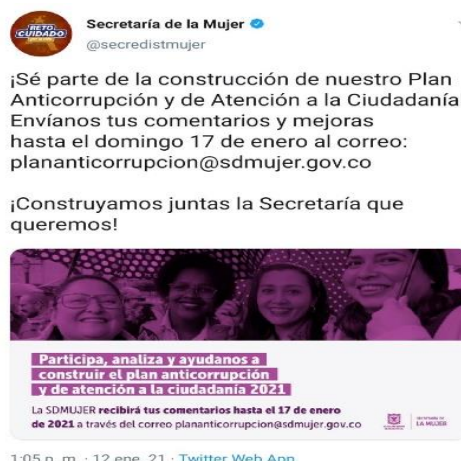 RETO
CUIDADO
Secretaría de la Mujer
@secredistmujer
¡Sé parte de la construcción de nuestro Plan
Anticorrupción y de Atención a la Ciudadanía
Envíanos tus comentarios y mejoras
hasta el domingo 17 de enero al correo:
plananticorrupcion@sdmujer.gov.co
¡Construyamos juntas la Secretaría que
queremos!
Participa, analiza y ayudanos a
construir el plan anticorrupción
y de atención a la ciudadanía 2021
La SDMUJER recibirá tus comentarios hasta el 17 de enero
de 2021 a través del correo plananticorrupcion@sdmujer.gov.co
LA MUJER
1:05 p. m. · 12 ene. 21 · Twitter Web App